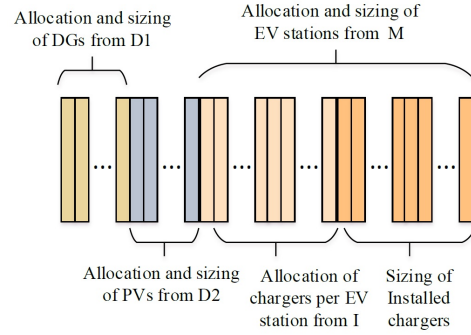 Allocation and sizing
of DGs from D1
Allocation and sizing of
EV stations from M
... ... ... ... ... ...
Allocation and sizing
of PVs from D2
Allocation of
chargers per EV
station from I
Sizing of
Installed
chargers